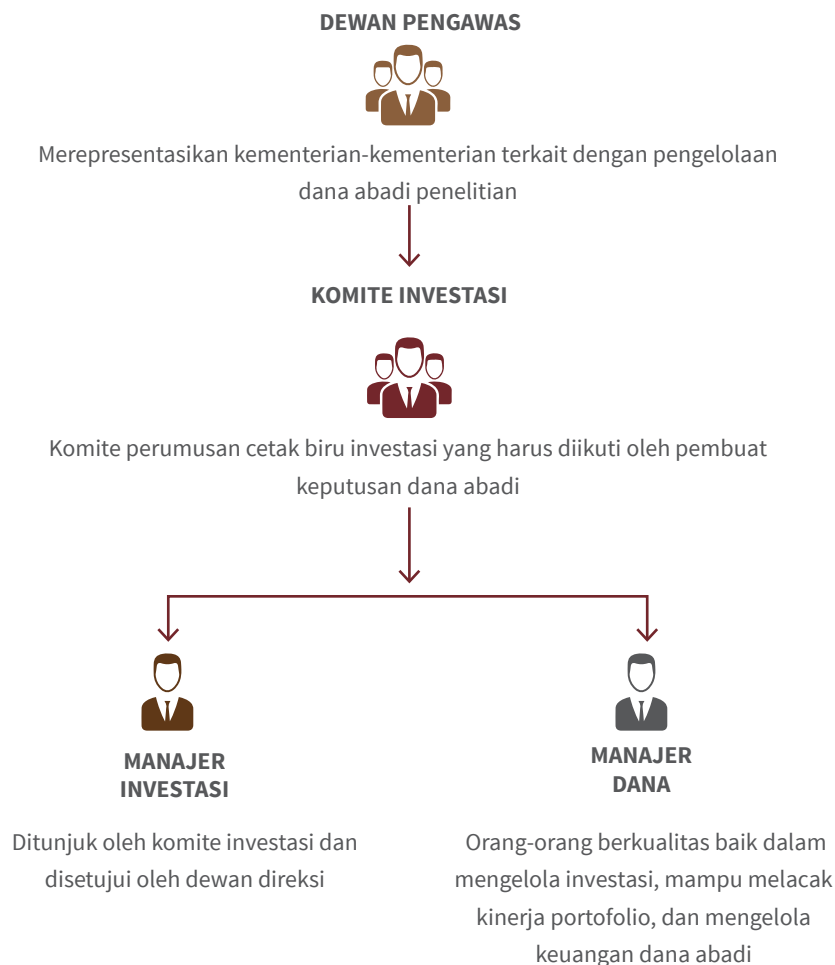 DEWAN PENGAWAS
Merepresentasikan kementerian-kementerian terkait dengan pengelolaan
dana abadi penelitian
KOMITE INVESTASI
Komite perumusan cetak biru investasi yang harus diikuti oleh pembuat
keputusan dana abadi
MANAJER
INVESTASI
Ditunjuk oleh komite investasi dan
disetujui oleh dewan direksi
MANAJER
DANA
Orang-orang berkualitas baik dalam
mengelola investasi, mampu melacak
kinerja portofolio, dan mengelola
keuangan dana abadi